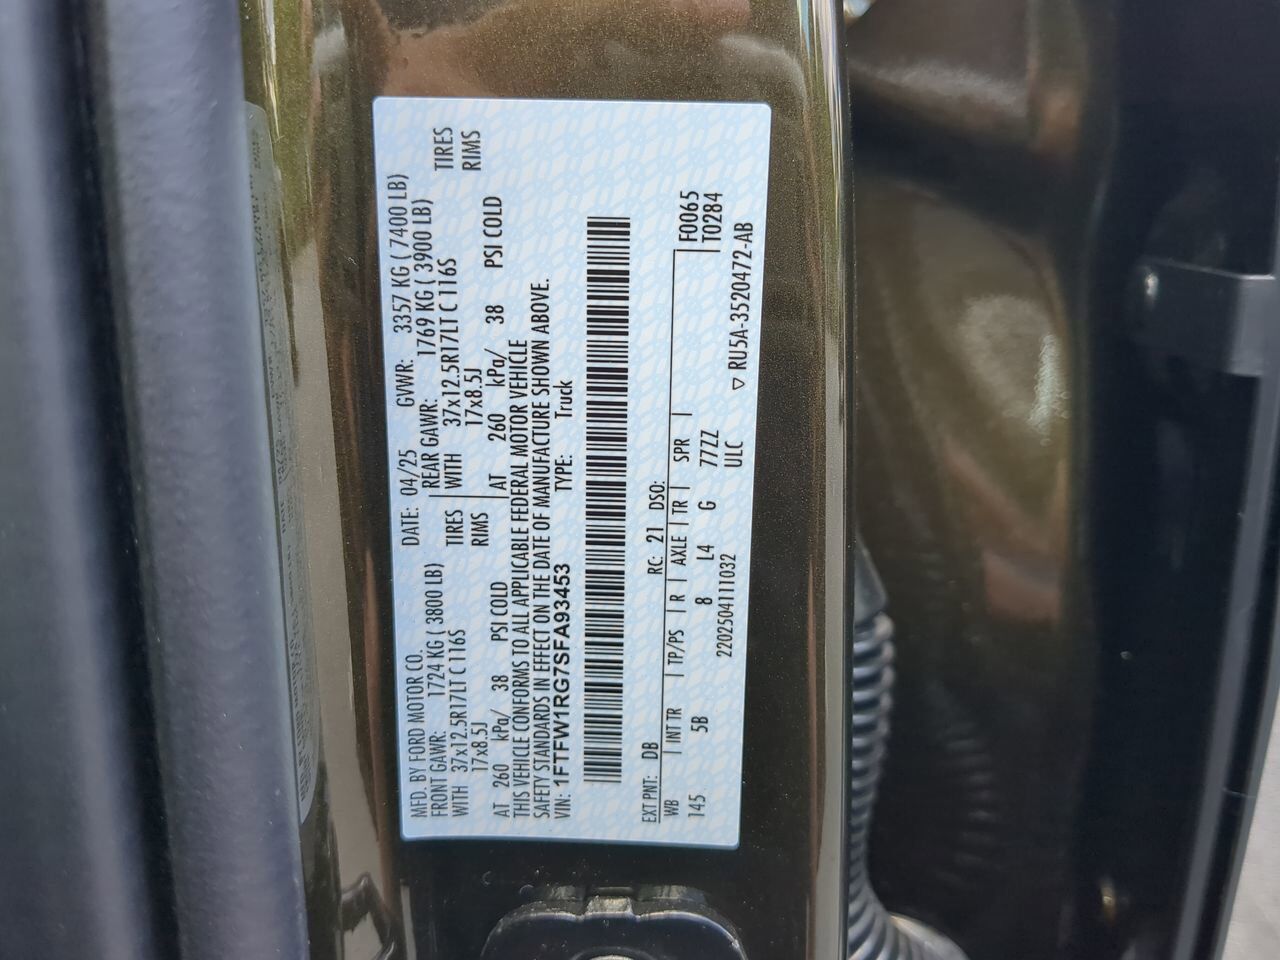 MFD. BY FORD MOTOR CO.
DATE: 04/25 GVWR: 3357 KG ( 7400 LB)
FRONT GAWR: 1724 KG ( 3800 LB)
REAR GAWR: 1769 KG ( 3900 LB)
WITH 37x12.5R17LT C 116S TIRES
WITH 37x12.5R17LT C 116S TIRES
17x8.5J RIMS
17x8.5J RIMS
AT 260 kPa/ 38 PSI COLD
AT 260 kPa/ 38 PSI COLD
THIS VEHICLE CONFORMS TO ALL APPLICABLE FEDERAL MOTOR VEHICLE
SAFETY STANDARDS IN EFFECT ON THE DATE OF MANUFACTURE SHOWN ABOVE.
VIN: 1FTFW1RG7SFA93453 TYPE: Truck
EXT PNT: DB RC: 21 DSO:
WB INT TR TP/PS R AXLE TR SPR F0065
145 5B 8 L4 G 77ZZ T0284
2202504111032 ULC
▽ RU5A-3520472-AB